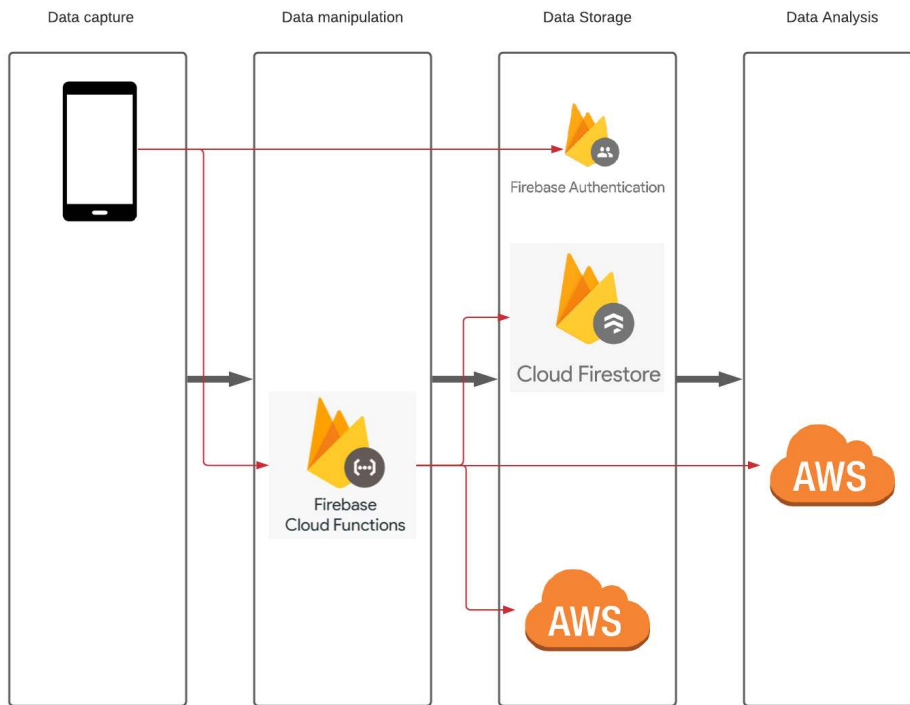 Data capture
Data manipulation
Data Storage
Data Analysis
Firebase Authentication
Cloud Firestore
Firebase
Cloud Functions
AWS
AWS